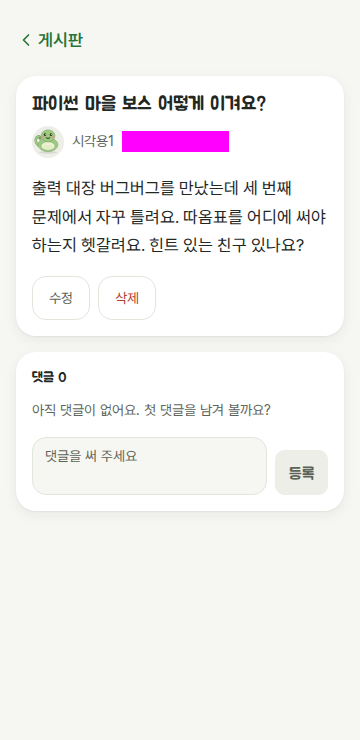 게시판
파이썬 마을 보스 어떻게 이겨요?
시각용1
출력 대장 버그버그를 만났는데 세 번째
문제에서 자꾸 틀려요. 따옴표를 어디에 써야
하는지 헷갈려요. 힌트 있는 친구 있나요?
수정 삭제
댓글 0
아직 댓글이 없어요. 첫 댓글을 남겨 볼까요?
댓글을 써 주세요
등록